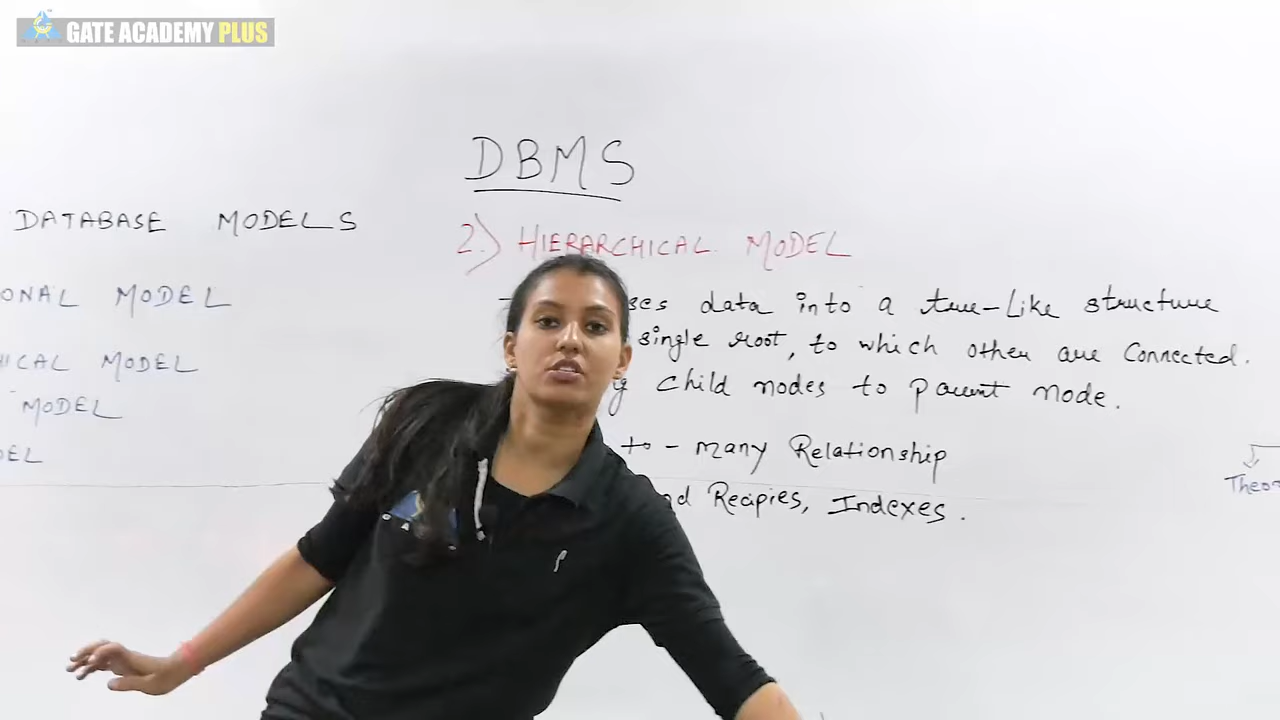 GATE ACADEMY PLUS
DBMS
DATABASE MODELS
ONAL MODEL
ICAL MODEL
MODEL
DEL
2.) HIERARCHICAL MODEL
ses data into a tree-like structure
single root, to which other are connected.
g child nodes to parent node.
to - many Relationship
nd Recipies, Indexes.
Theor